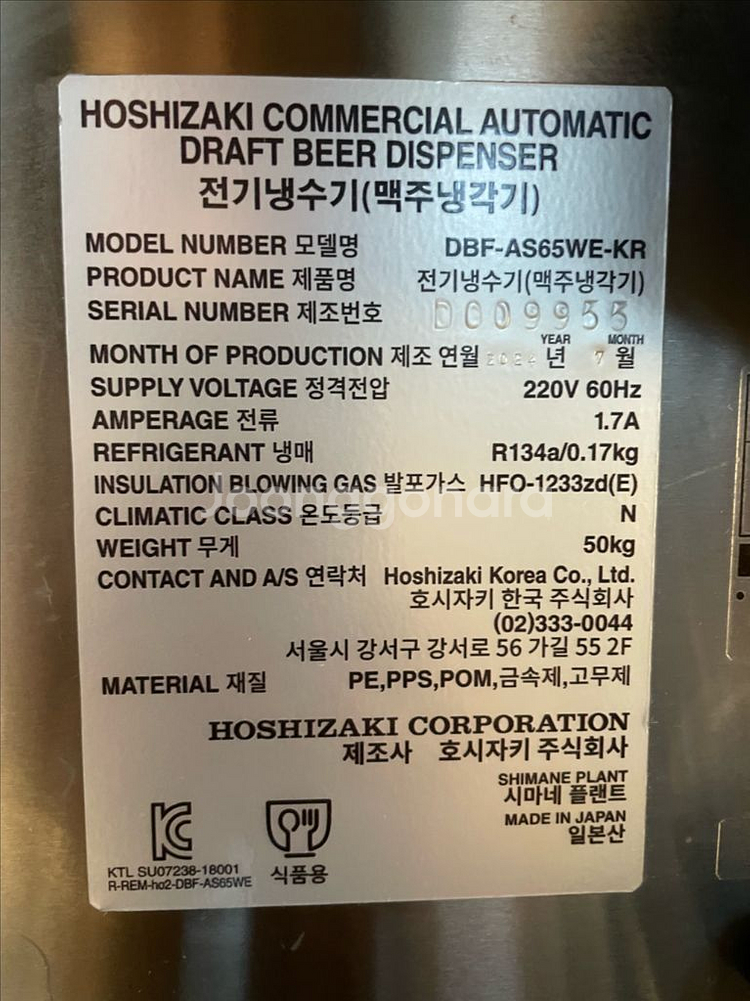 HOSHIZAKI COMMERCIAL AUTOMATIC
DRAFT BEER DISPENSER
전기냉수기(맥주냉각기)
MODEL NUMBER 모델명 DBF-AS65WE-KR
PRODUCT NAME 제품명 전기냉수기(맥주냉각기)
SERIAL NUMBER 제조번호 D009955
YEAR MONTH
MONTH OF PRODUCTION 제조 연월 년 7 월
SUPPLY VOLTAGE 정격전압 220V 60Hz
AMPERAGE 전류 1.7A
REFRIGERANT 냉매 R134a/0.17kg
INSULATION BLOWING GAS 발포가스 HFO-1233zd(E)
CLIMATIC CLASS 온도등급 N
WEIGHT 무게 50kg
CONTACT AND A/S 연락처 Hoshizaki Korea Co., Ltd.
호시자키 한국 주식회사
(02)333-0044
서울시 강서구 강서로 56 가길 55 2F
MATERIAL 재질 PE,PPS,POM,금속제,고무제
HOSHIZAKI CORPORATION
제조사 호시자키 주식회사
SHIMANE PLANT
시마네 플랜트
MADE IN JAPAN
일본산
KTL SU07238-18001
R-REM-ho2-DBF-AS65WE
식품용
Joonggonara